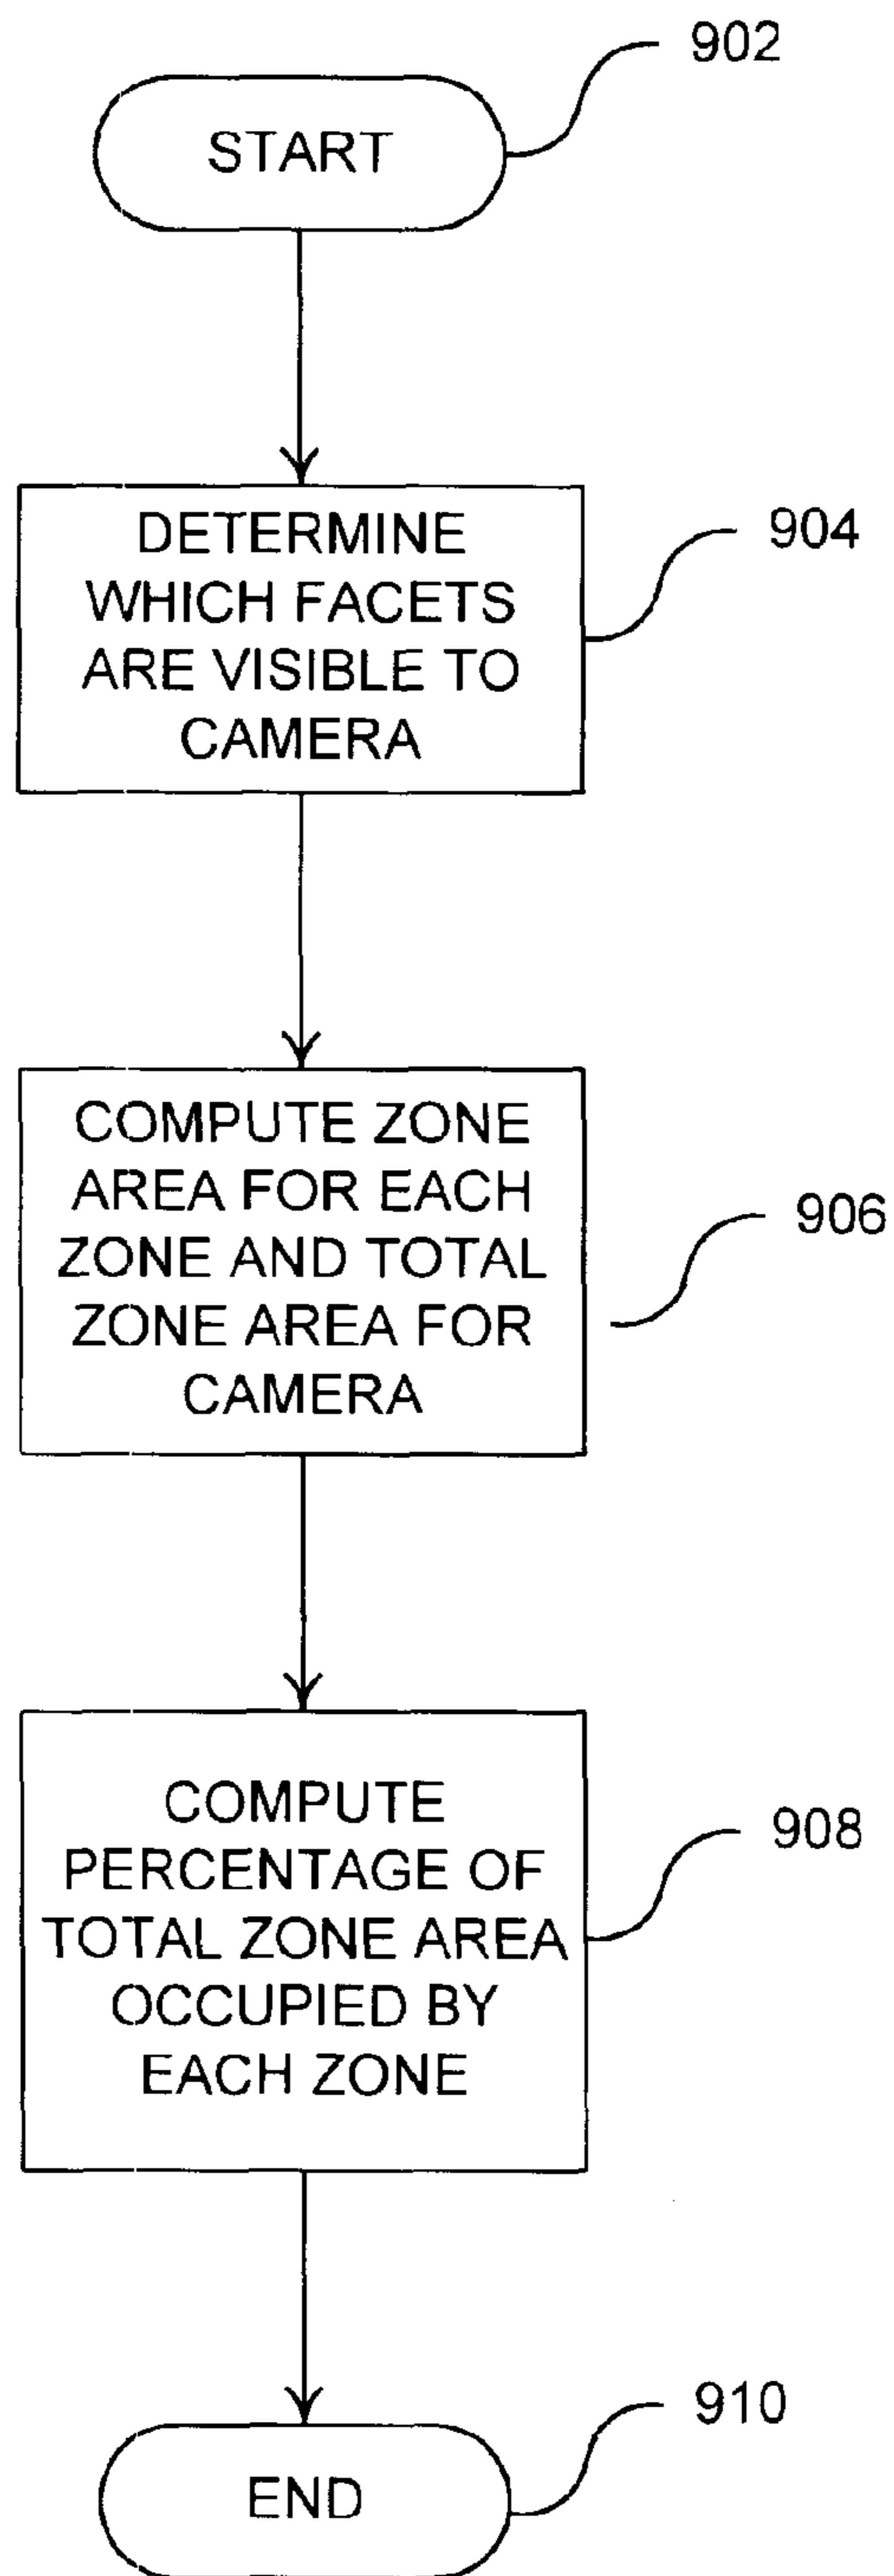 902
START
904
DETERMINE
WHICH FACETS
ARE VISIBLE TO
CAMERA
906
COMPUTE ZONE
AREA FOR EACH
ZONE AND TOTAL
ZONE AREA FOR
CAMERA
908
COMPUTE
PERCENTAGE OF
TOTAL ZONE AREA
OCCUPIED BY
EACH ZONE
910
END